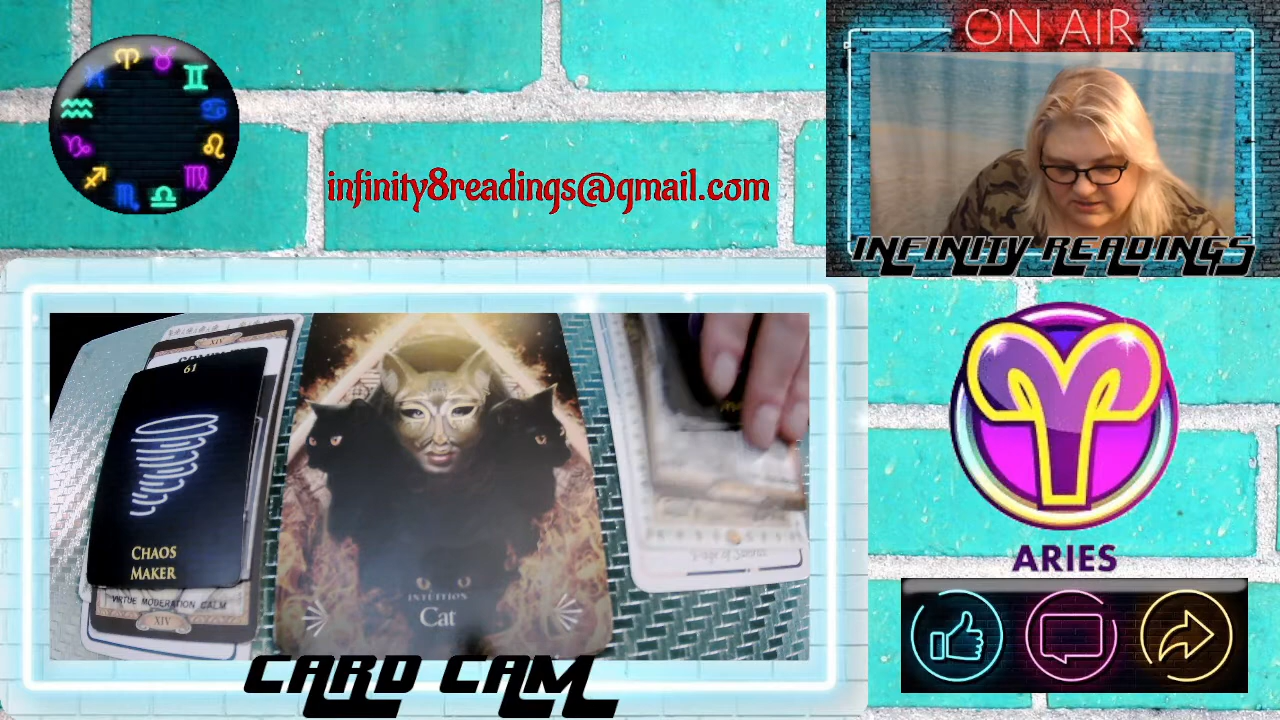 ON AIR
infinity8readings@gmail.com
INFINITY READINGS
XIV
61
CHAOS
MAKER
VIRTUE MODERATION CALM
XIV
INTUITION
Cat
ARIES
CARD CAM